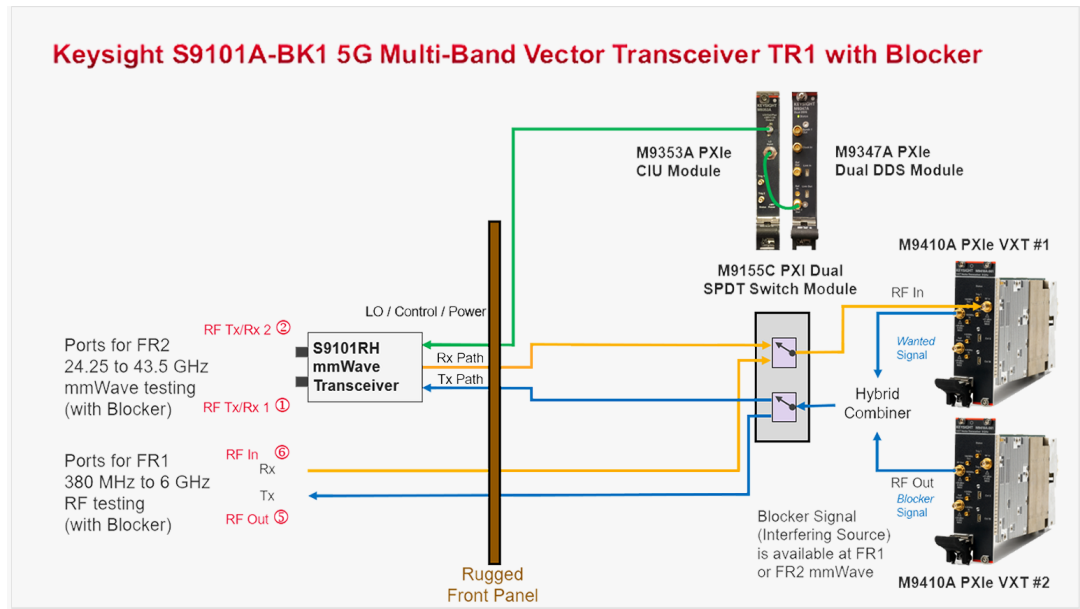 Keysight S9101A-BK1 5G Multi-Band Vector Transceiver TR1 with Blocker
M9353A PXIe
CIU Module
M9347A PXIe
Dual DDS Module
M9410A PXIe VXT #1
M9155C PXI Dual
SPDT Switch Module
RF In
LO / Control / Power
RF Tx/Rx 2 ②
Ports for FR2
24.25 to 43.5 GHz
mmWave testing
(with Blocker)
S9101RH
mmWave
Transceiver
Rx Path
Tx Path
Wanted
Signal
RF Tx/Rx 1 ①
Hybrid
Combiner
Ports for FR1
380 MHz to 6 GHz
RF testing
(with Blocker)
RF In ⑥
Rx
Tx
RF Out ⑤
RF Out
Blocker
Signal
Blocker Signal
(Interfering Source)
is available at FR1
or FR2 mmWave
Rugged
Front Panel
M9410A PXIe VXT #2